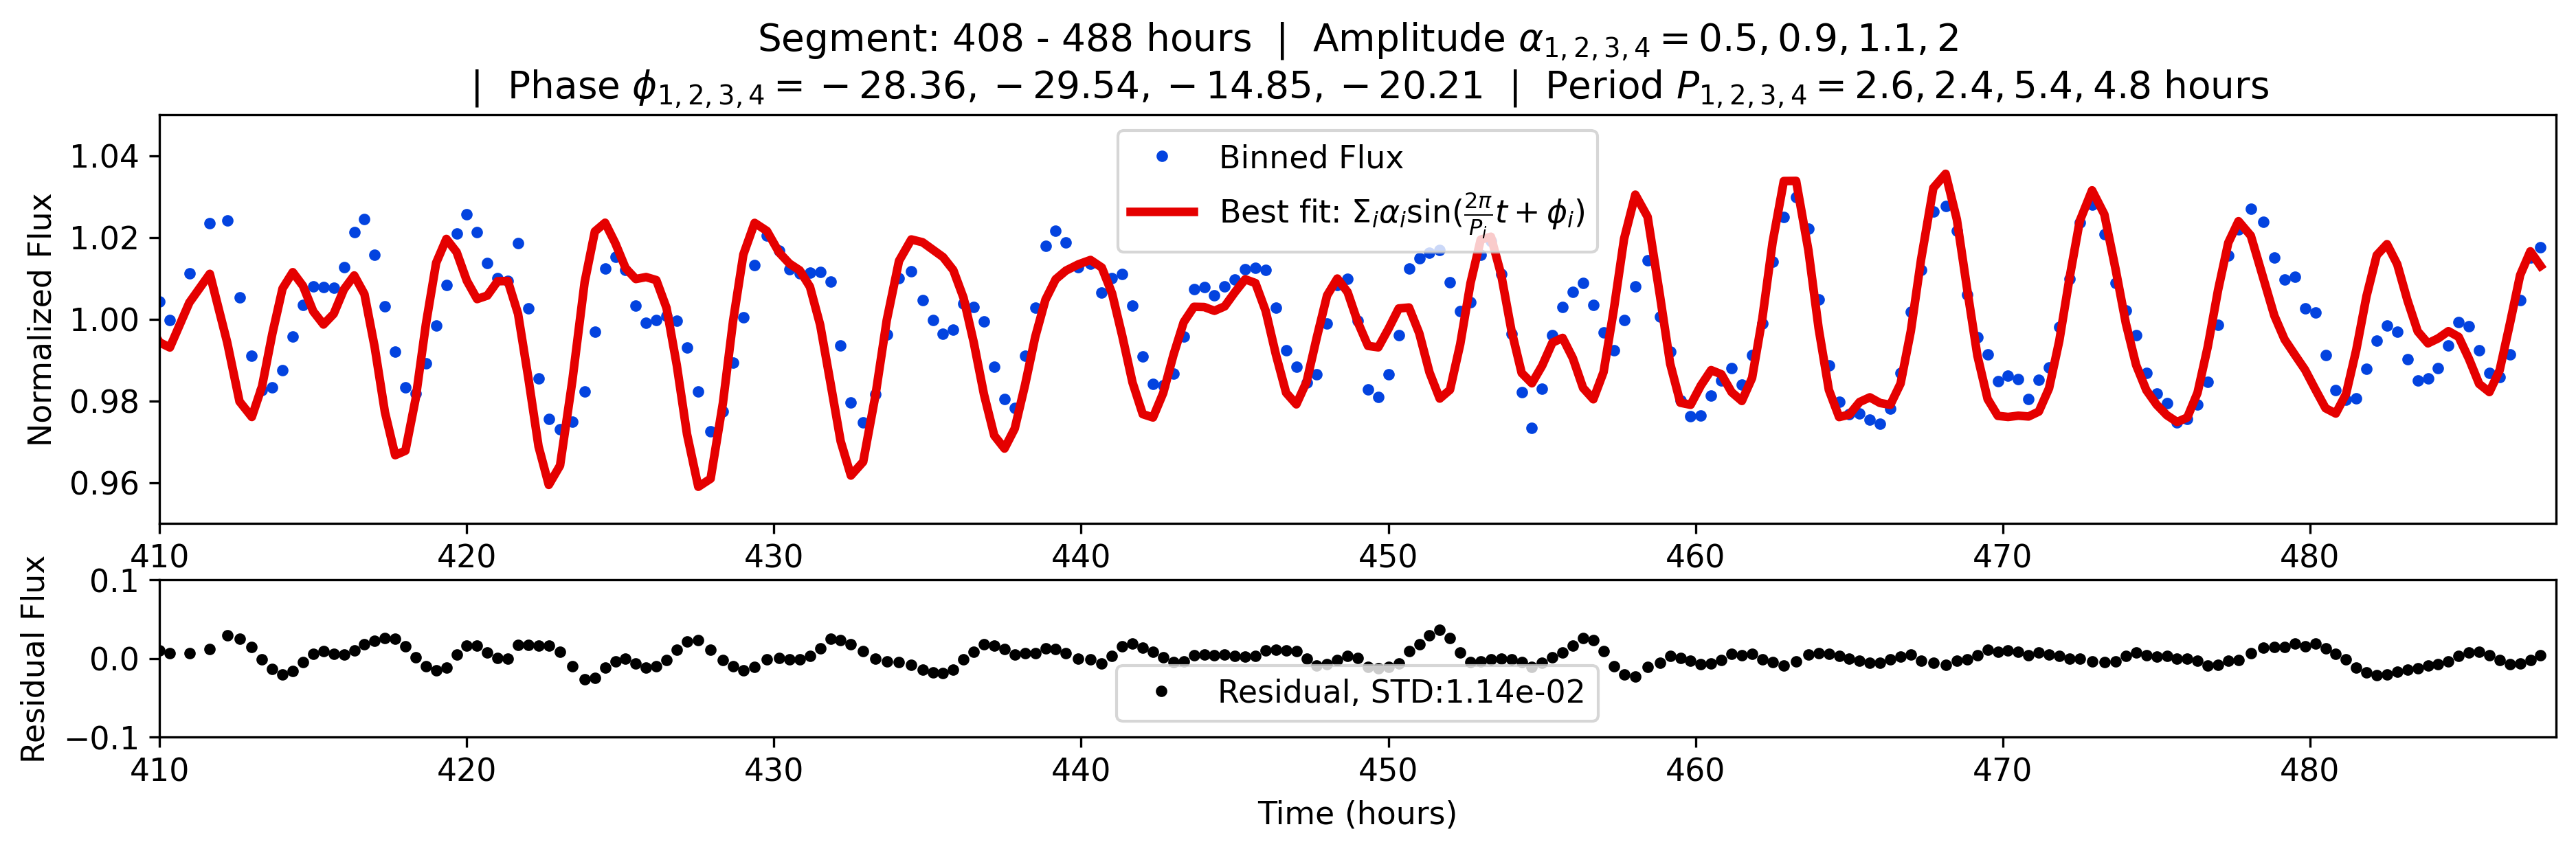 Segment: 408 - 488 hours | Amplitude α₁,₂,₃,₄ = 0.5, 0.9, 1.1, 2
| Phase ϕ₁,₂,₃,₄ = −28.36, −29.54, −14.85, −20.21 | Period P₁,₂,₃,₄ = 2.6, 2.4, 5.4, 4.8 hours
Normalized Flux
1.04
1.02
1.00
0.98
0.96
Binned Flux
Best fit: Σᵢαᵢsin(2π/Pᵢ t + ϕᵢ)
410 420 430 440 450 460 470 480
Residual Flux
0.1
0.0
−0.1
Residual, STD:1.14e-02
410 420 430 440 450 460 470 480
Time (hours)